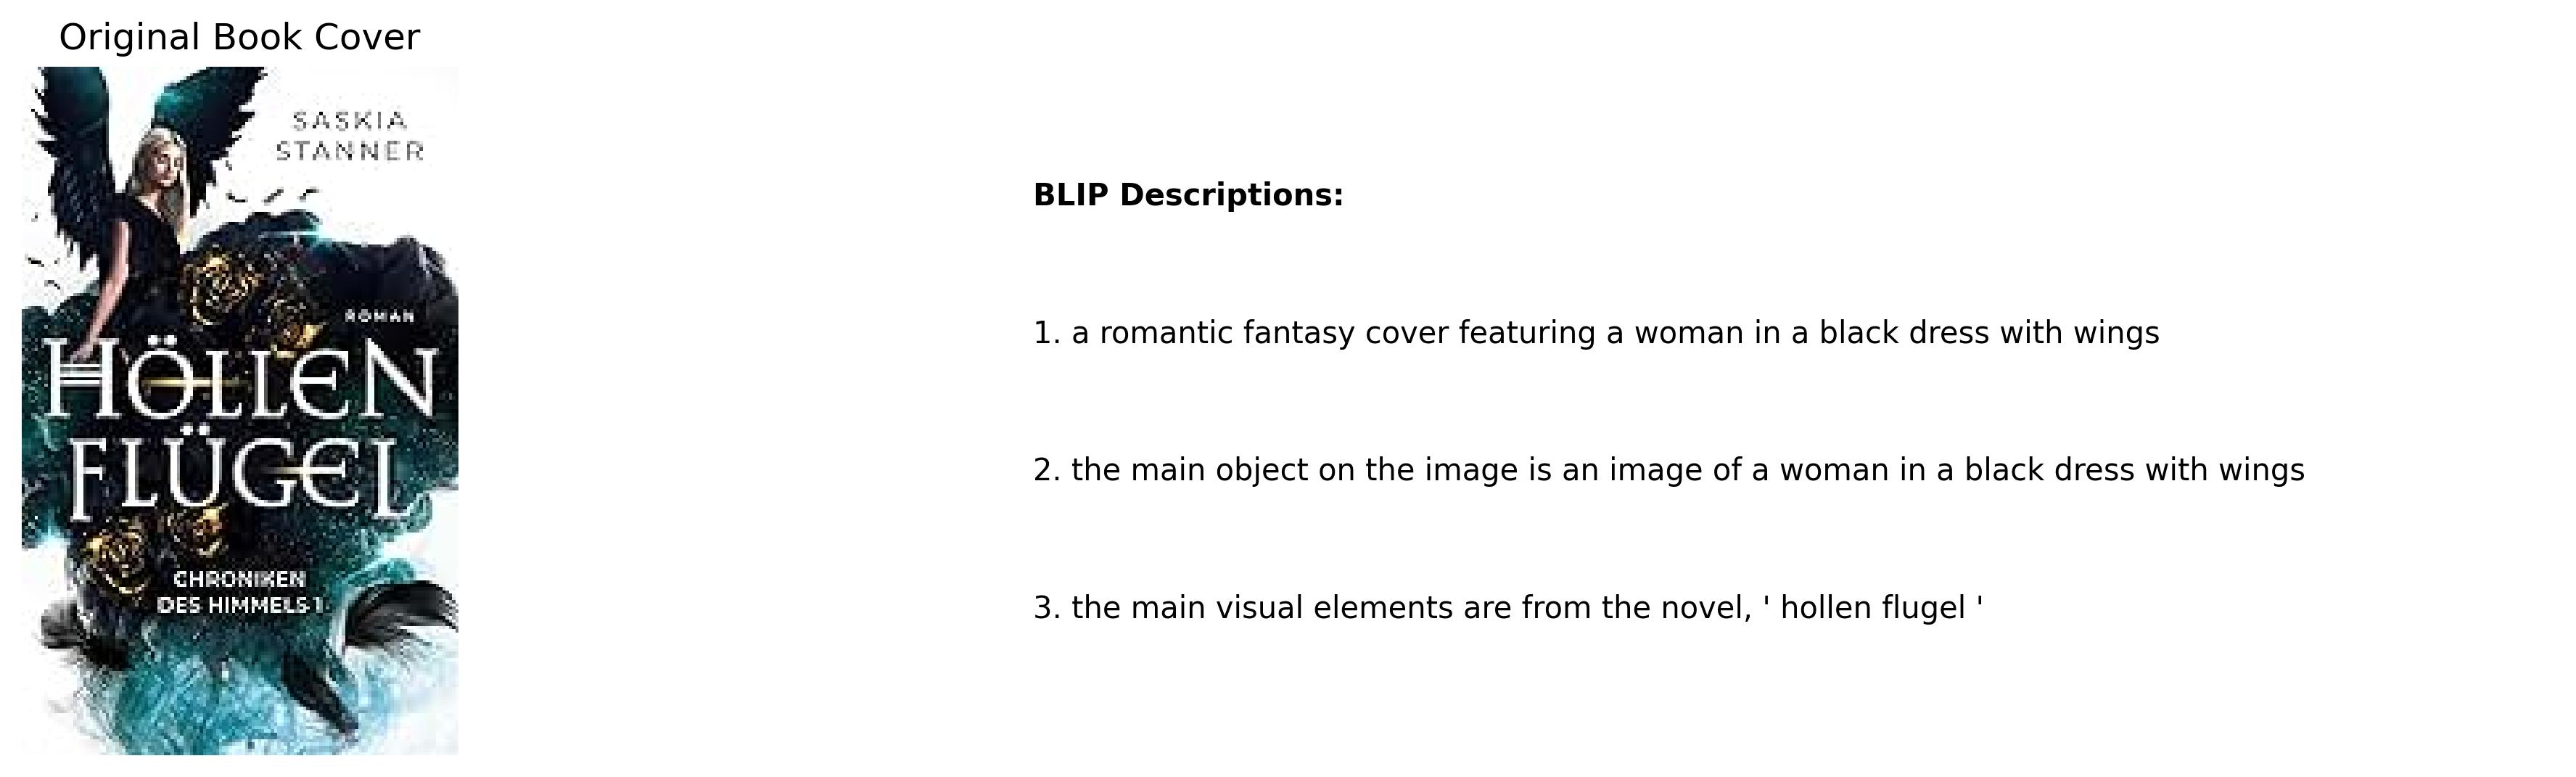 Original Book Cover
SASKIA
STANNER
ROMAN
HÖLLEN
FLÜGEL
CHRONIKEN
DES HIMMELS 1
BLIP Descriptions:
1. a romantic fantasy cover featuring a woman in a black dress with wings
2. the main object on the image is an image of a woman in a black dress with wings
3. the main visual elements are from the novel, ' hollen flugel '